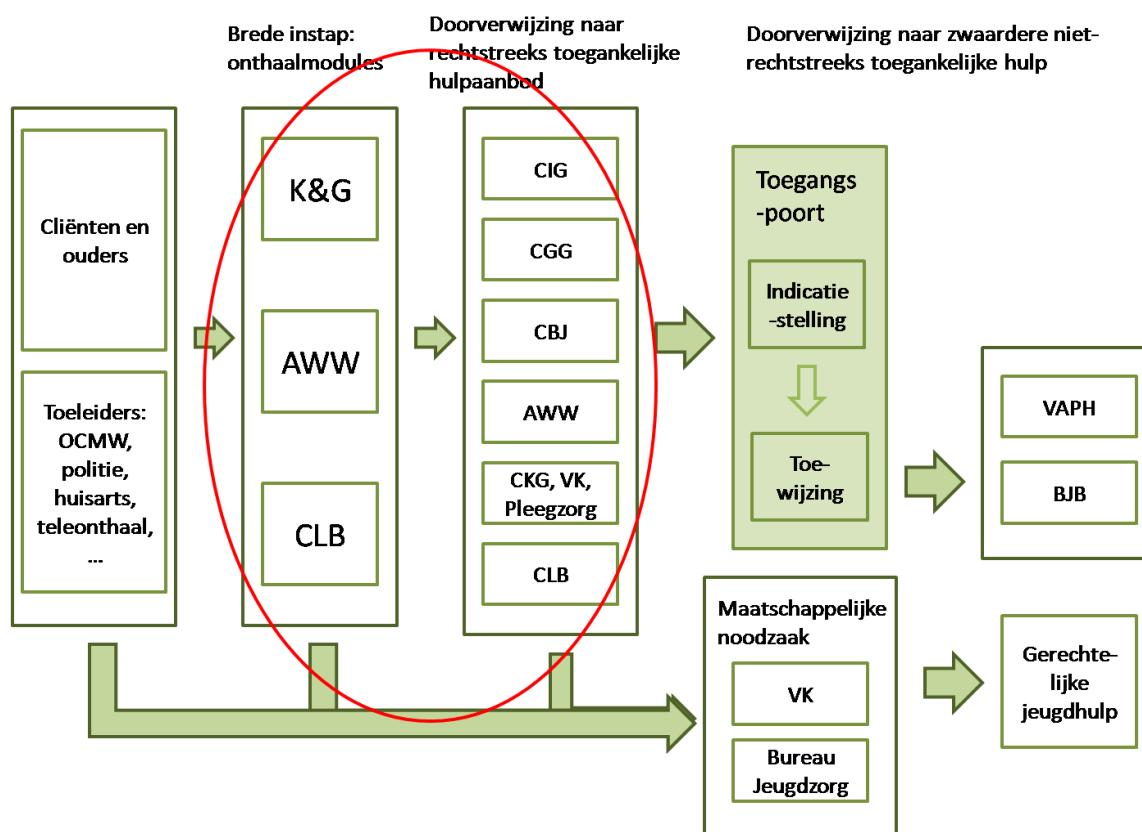 Brede instap:
onthaalmodules
Doorverwijzing naar
rechtstreeks toegankelijke
hulpaanbod
Doorverwijzing naar zwaardere niet-
rechtstreeks toegankelijke hulp
Cliënten en
ouders
Toeleiders:
OCMW,
politie,
huisarts,
teleonthaal,
...
K&G
AWW
CLB
CIG
CGG
CBJ
AWW
CKG, VK,
Pleegzorg
CLB
Toegangs
-poort
Indicatie
-stelling
Toe-
wijzing
VAPH
BJB
Maatschappelijke
noodzaak
VK
Bureau
Jeugdzorg
Gerechte-
lijke
jeugdhulp